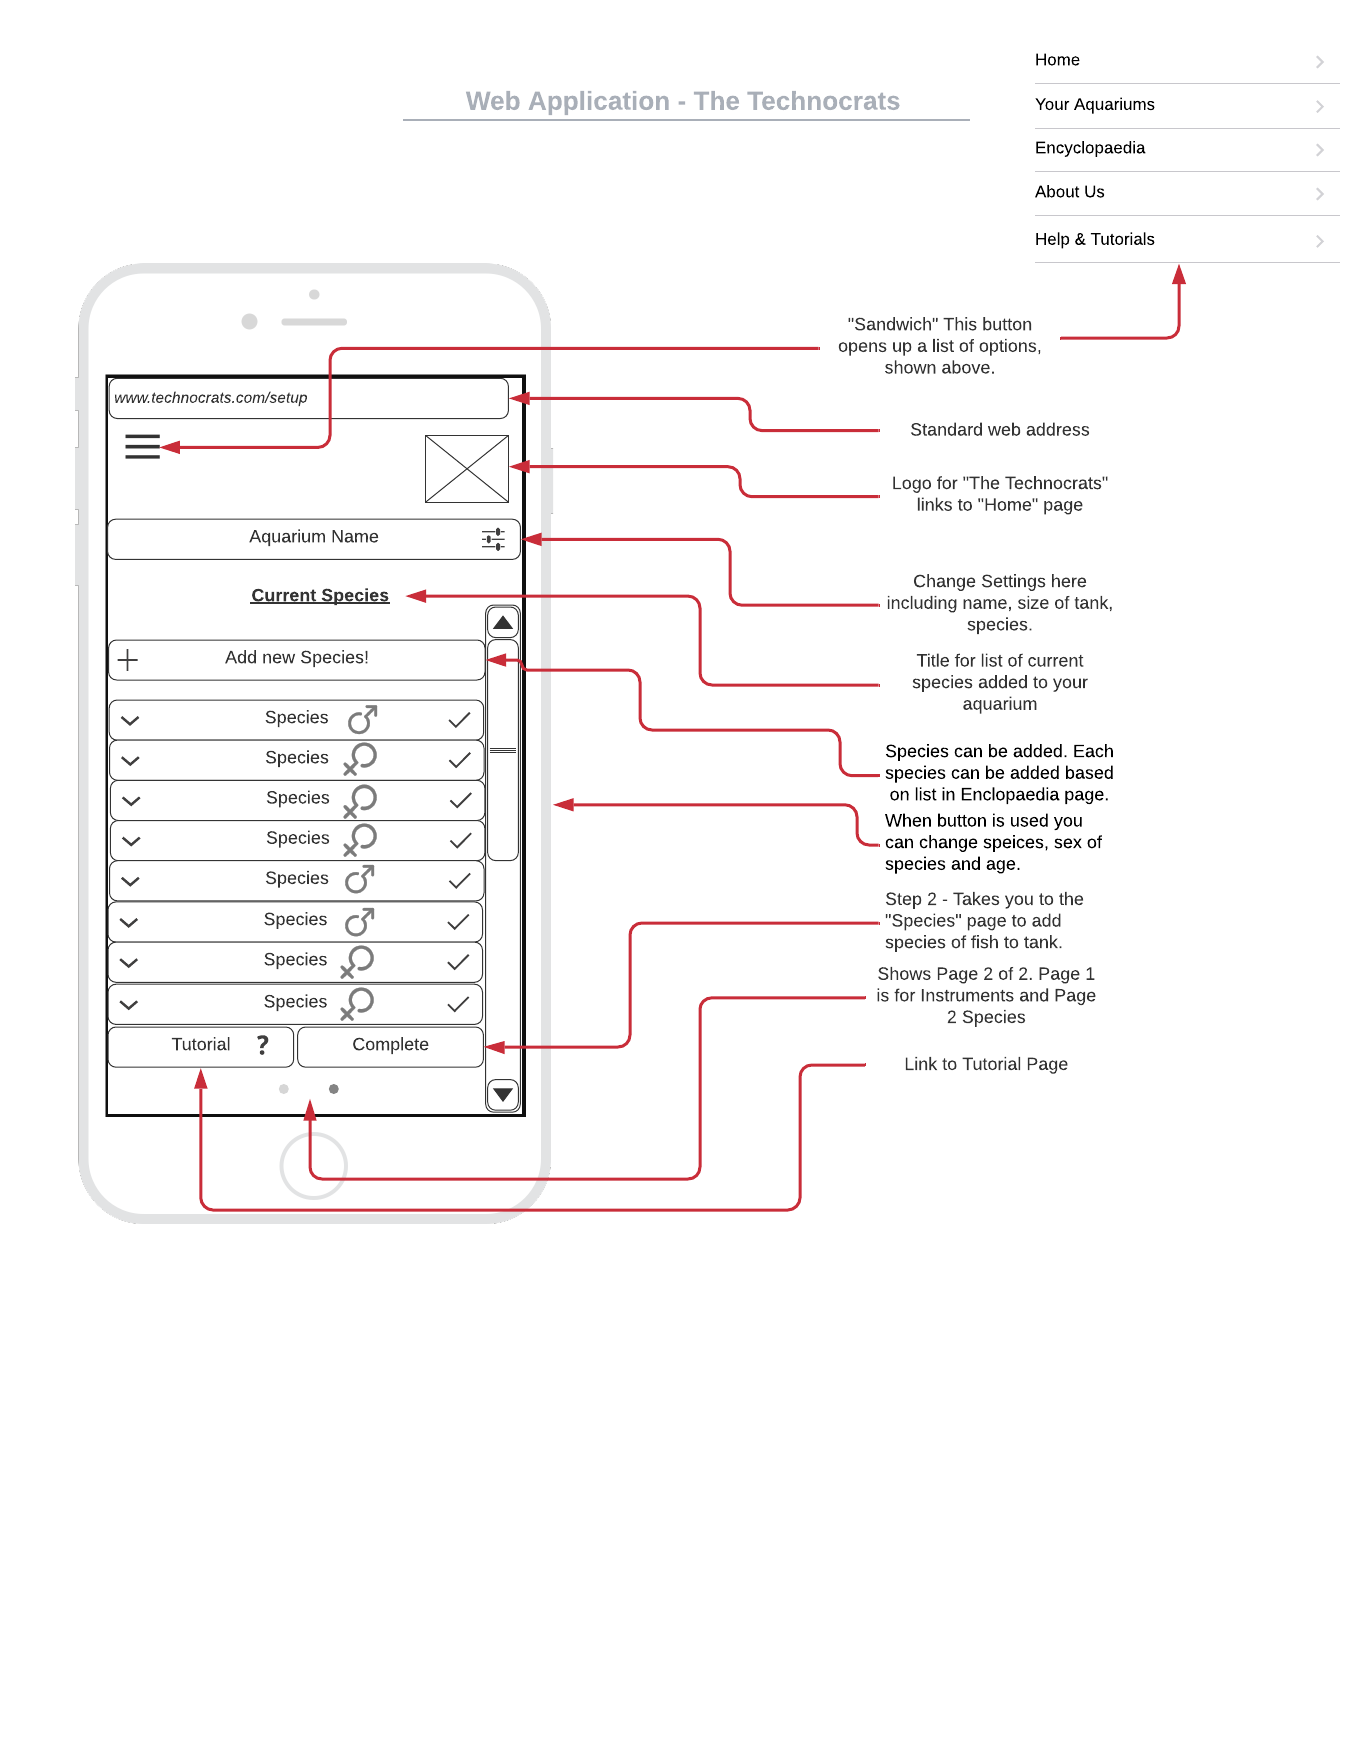 Home
Your Aquariums
Encyclopaedia
About Us
Help & Tutorials
Web Application - The Technocrats
www.technocrats.com/setup
Aquarium Name
Current Species
Add new Species!
Species
Species
Species
Species
Species
Species
Species
Species
Tutorial ?
Complete
"Sandwich" This button
opens up a list of options,
shown above.
Standard web address
Logo for "The Technocrats"
links to "Home" page
Change Settings here
including name, size of tank,
species.
Title for list of current
species added to your
aquarium
Species can be added. Each
species can be added based
on list in Enclopaedia page.
When button is used you
can change speices, sex of
species and age.
Step 2 - Takes you to the
"Species" page to add
species of fish to tank.
Shows Page 2 of 2. Page 1
is for Instruments and Page
2 Species
Link to Tutorial Page